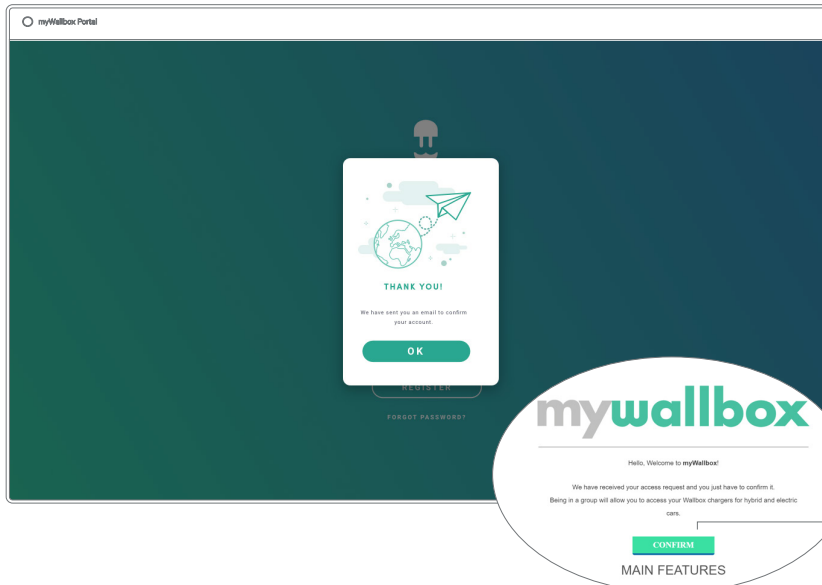 myWallbox Portal
THANK YOU!
We have sent you an email to confirm
your account.
OK
REGISTER
FORGOT PASSWORD?
mywallbox
Hello, Welcome to myWallbox!
We have received your access request and you just have to confirm it.
Being in a group will allow you to access your Wallbox chargers for hybrid and electric
cars.
CONFIRM
MAIN FEATURES